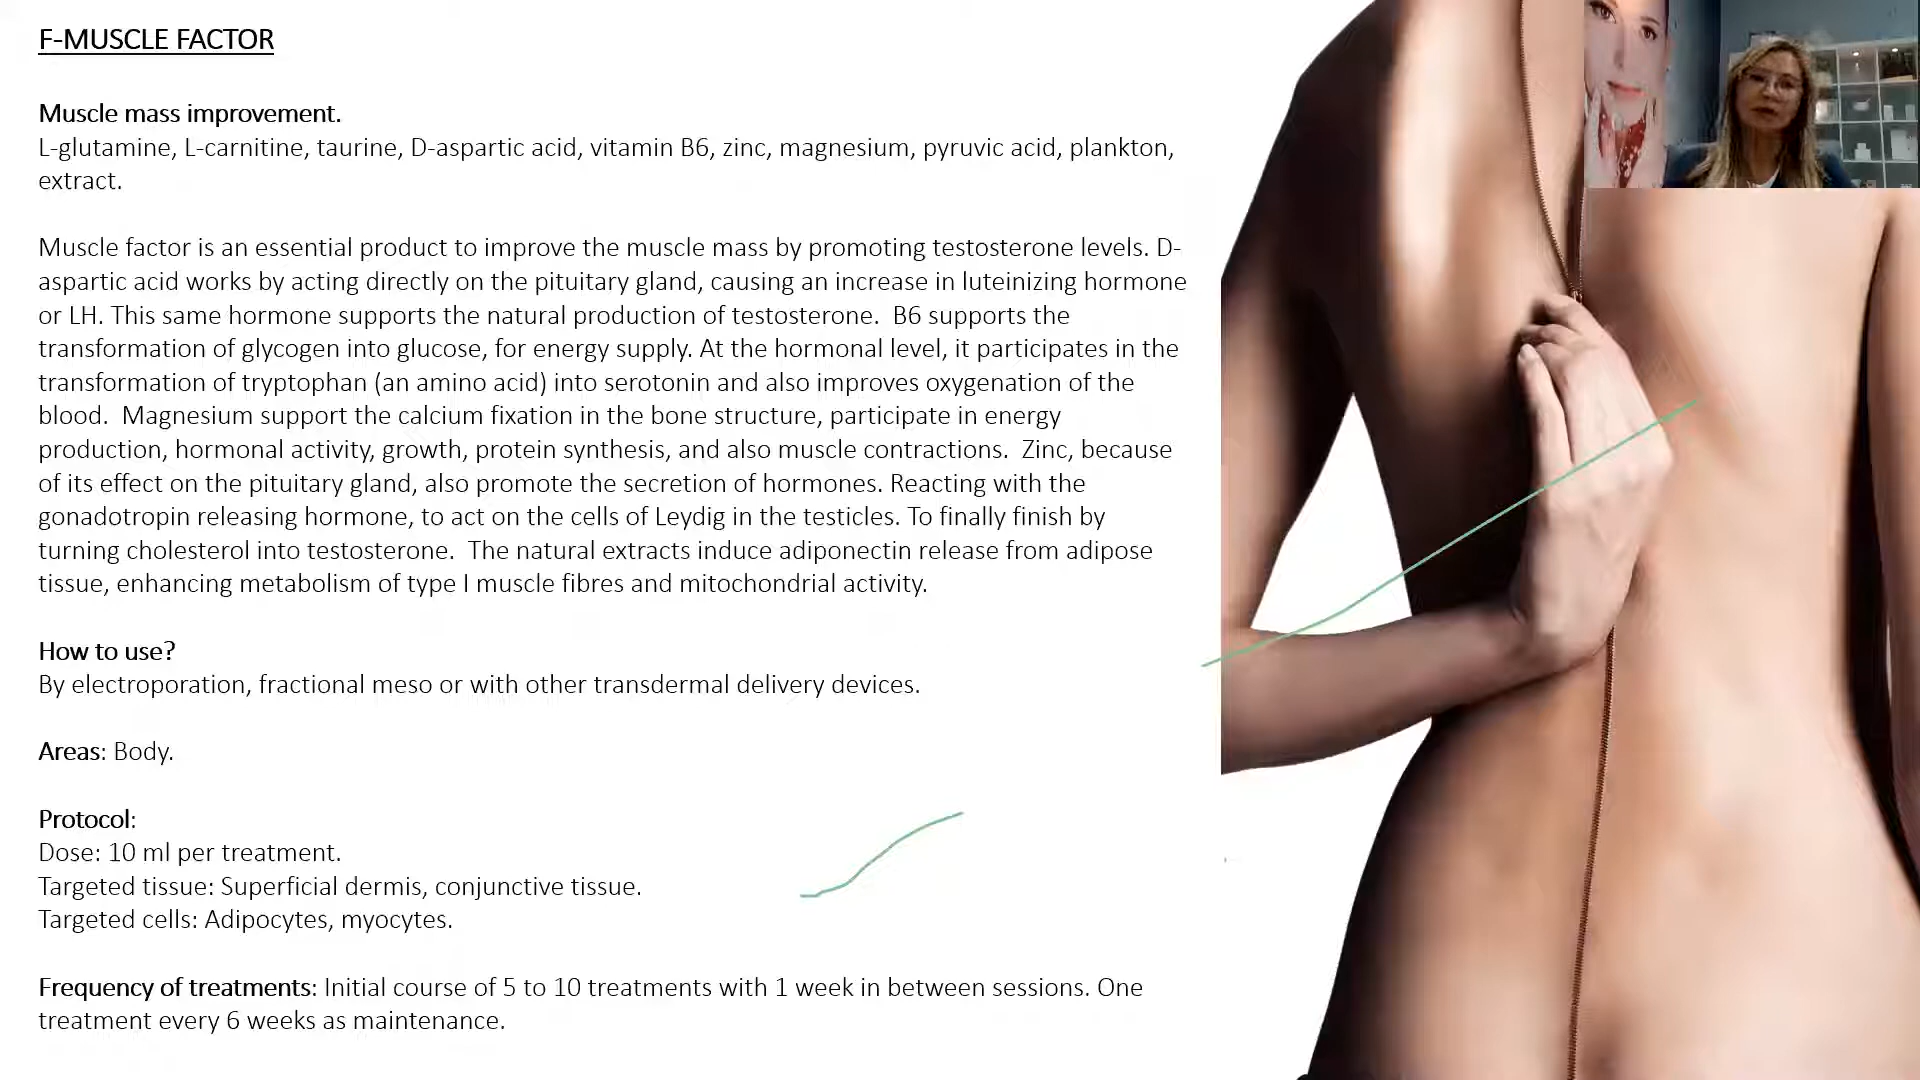 F-MUSCLE FACTOR
Muscle mass improvement.
L-glutamine, L-carnitine, taurine, D-aspartic acid, vitamin B6, zinc, magnesium, pyruvic acid, plankton,
extract.
Muscle factor is an essential product to improve the muscle mass by promoting testosterone levels. D-
aspartic acid works by acting directly on the pituitary gland, causing an increase in luteinizing hormone
or LH. This same hormone supports the natural production of testosterone.  B6 supports the
transformation of glycogen into glucose, for energy supply. At the hormonal level, it participates in the
transformation of tryptophan (an amino acid) into serotonin and also improves oxygenation of the
blood.  Magnesium support the calcium fixation in the bone structure, participate in energy
production, hormonal activity, growth, protein synthesis, and also muscle contractions.  Zinc, because
of its effect on the pituitary gland, also promote the secretion of hormones. Reacting with the
gonadotropin releasing hormone, to act on the cells of Leydig in the testicles. To finally finish by
turning cholesterol into testosterone.  The natural extracts induce adiponectin release from adipose
tissue, enhancing metabolism of type I muscle fibres and mitochondrial activity.
How to use?
By electroporation, fractional meso or with other transdermal delivery devices.
Areas: Body.
Protocol:
Dose: 10 ml per treatment.
Targeted tissue: Superficial dermis, conjunctive tissue.
Targeted cells: Adipocytes, myocytes.
Frequency of treatments: Initial course of 5 to 10 treatments with 1 week in between sessions. One
treatment every 6 weeks as maintenance.